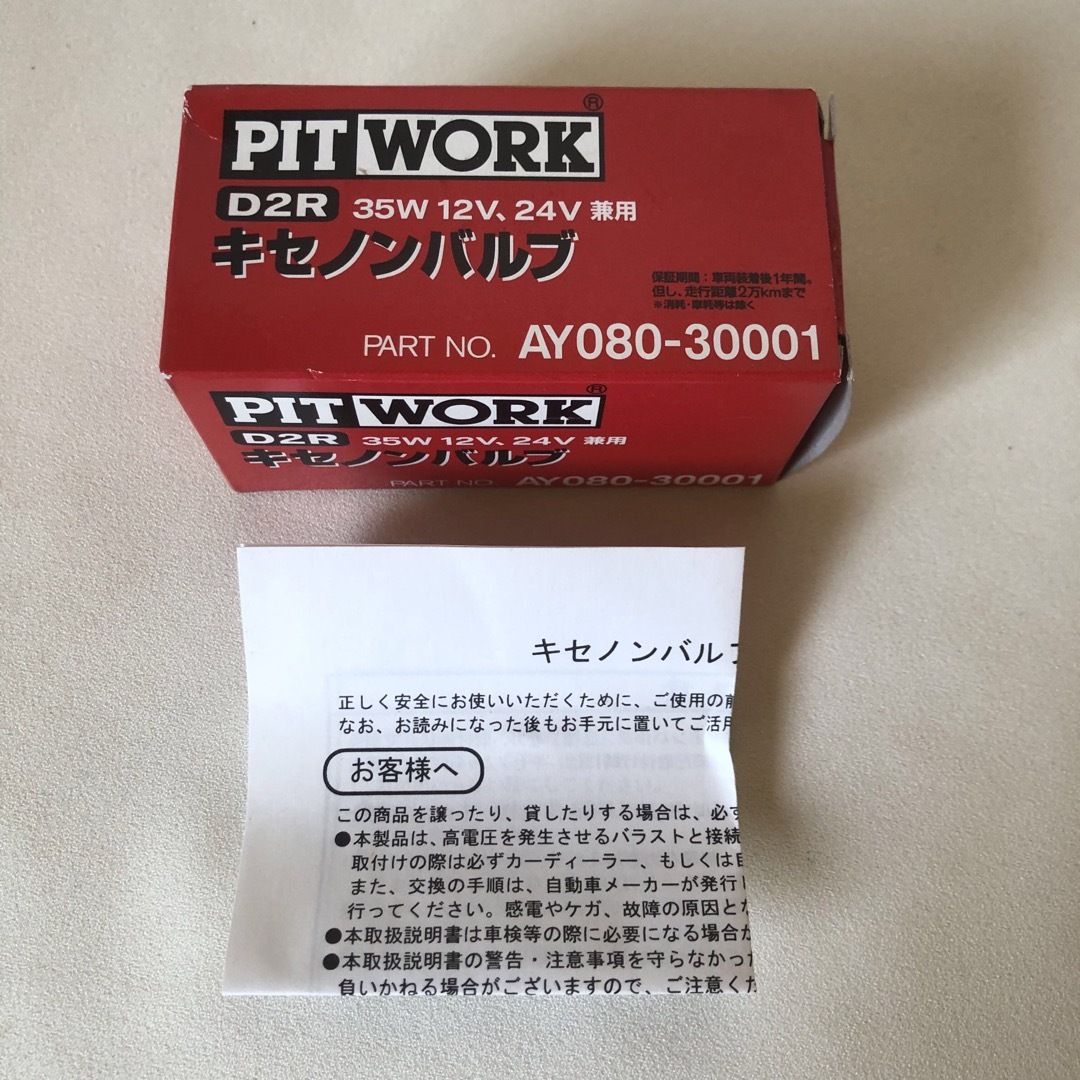 PIT WORK®
D2R 35W 12V、24V 兼用
キセノンバルブ
保証期間：車両装着後1年間。
但し、走行距離2万kmまで
※消耗・摩耗等は除く
PART NO. AY080-30001
PIT WORK®
D2R 35W 12V、24V 兼用
キセノンバルブ
PART NO. AY080-30001
キセノンバルブ
正しく安全にお使いいただくために、ご使用の前
なお、お読みになった後もお手元に置いてご活用
お客様へ
この商品を譲ったり、貸したりする場合は、必ず
●本製品は、高電圧を発生させるバラストと接続
取付けの際は必ずカーディーラー、もしくは
また、交換の手順は、自動車メーカーが発行し
行ってください。感電やケガ、故障の原因とな
●本取扱説明書は車検等の際に必要になる場合が
●本取扱説明書の警告・注意事項を守らなかった
負いかねる場合がございますので、ご注意くだ